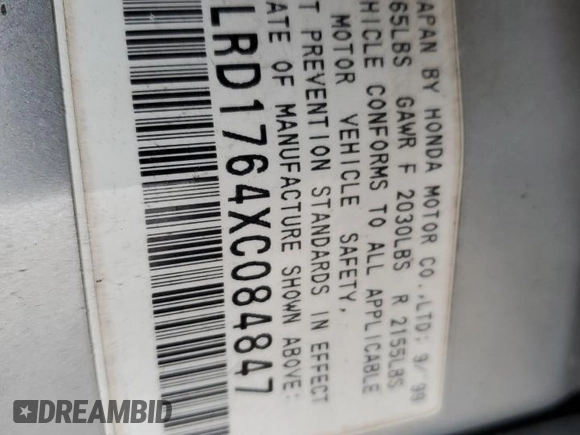 APAN BY HONDA MOTOR CO.,LTD: 9/ 99
65LBS GAWR F 2030LBS R 2155LBS
HICLE CONFORMS TO ALL APPLICABLE
MOTOR VEHICLE SAFETY,
T PREVENTION STANDARDS IN EFFECT
ATE OF MANUFACTURE SHOWN ABOVE:
LRD1764XC084847
DREAMBID